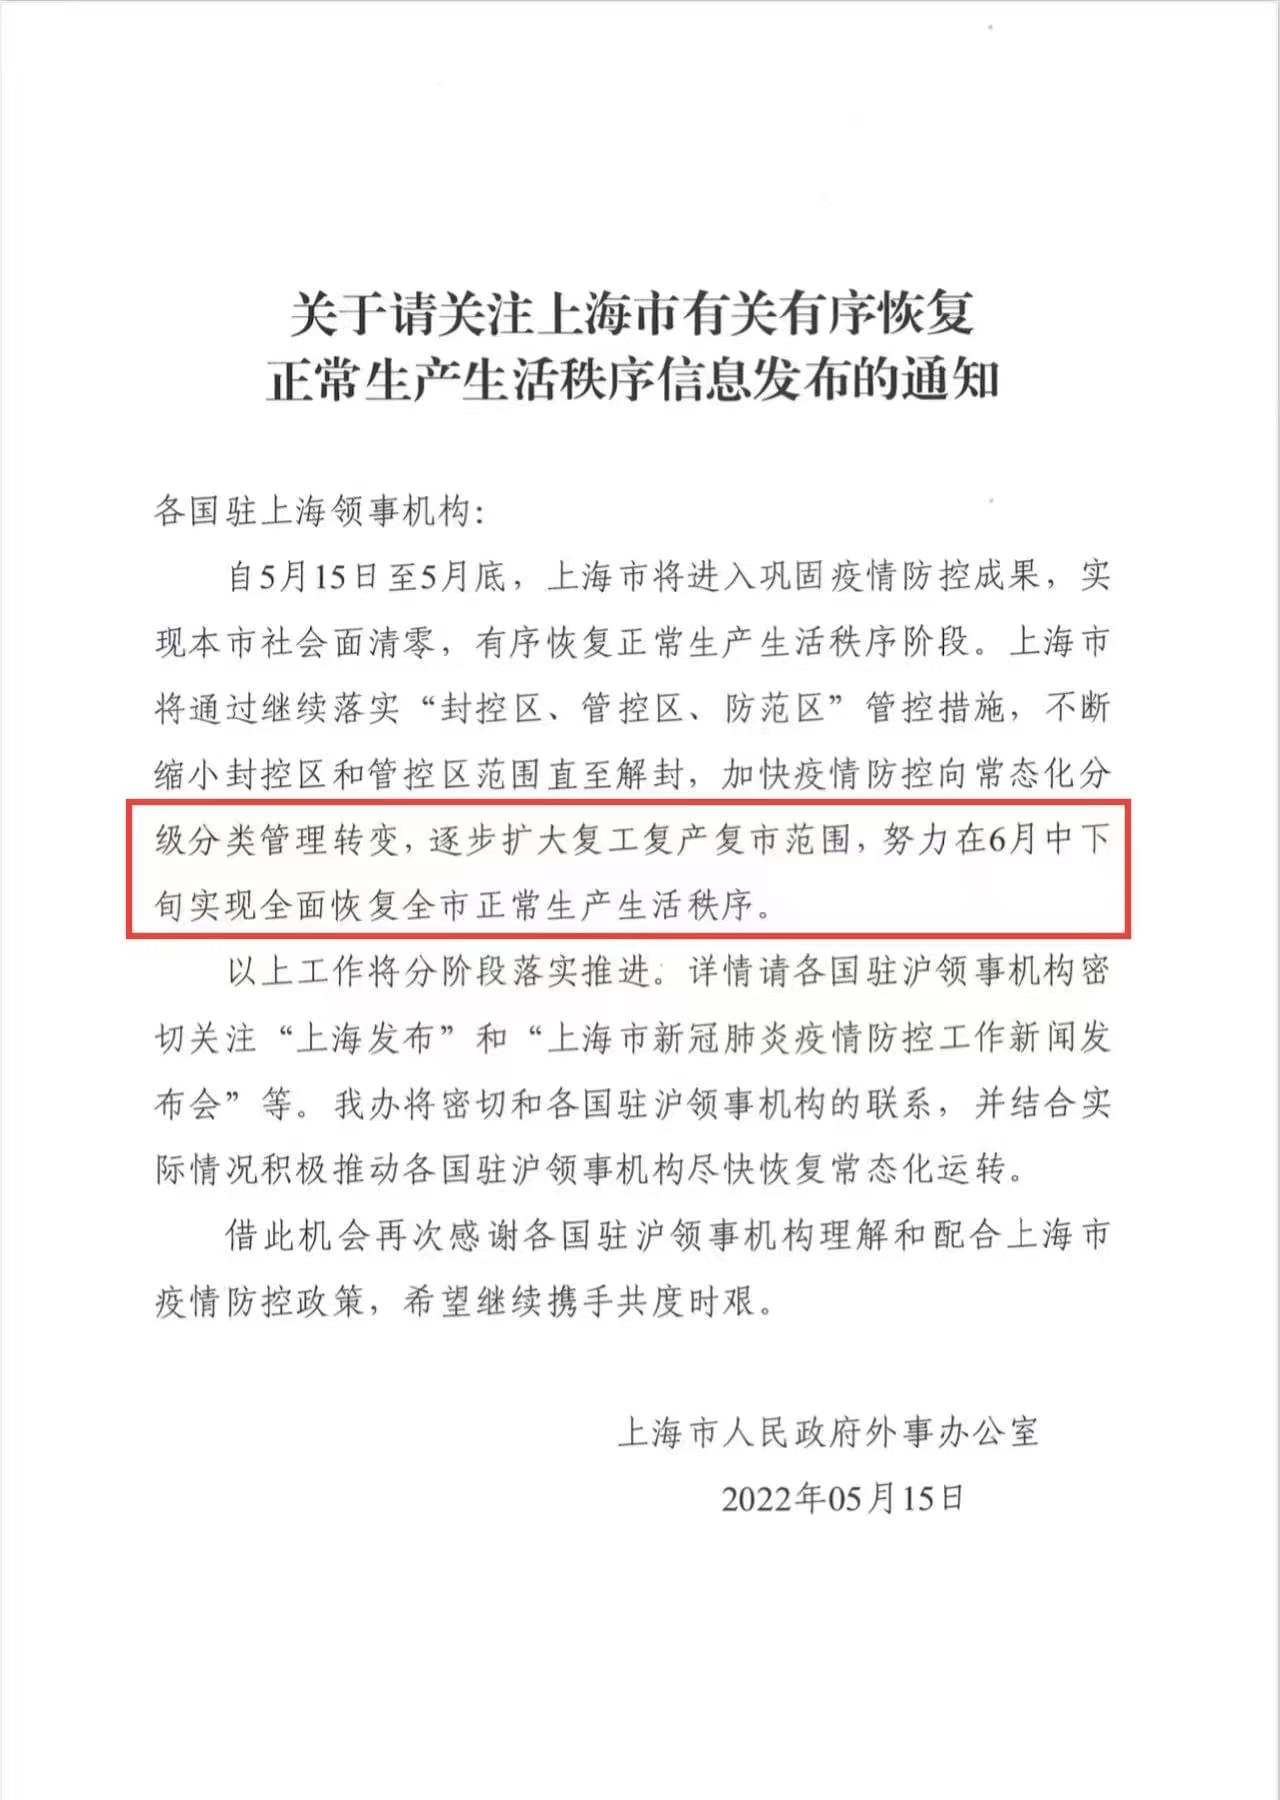 关于请关注上海市有关有序恢复
正常生产生活秩序信息发布的通知
各国驻上海领事机构：
自5月15日至5月底，上海市将进入巩固疫情防控成果，实
现本市社会面清零，有序恢复正常生产生活秩序阶段。上海市
将通过继续落实“封控区、管控区、防范区”管控措施，不断
缩小封控区和管控区范围直至解封，加快疫情防控向常态化分
级分类管理转变，逐步扩大复工复产复市范围，努力在6月中下
旬实现全面恢复全市正常生产生活秩序。
以上工作将分阶段落实推进。详情请各国驻沪领事机构密
切关注“上海发布”和“上海市新冠肺炎疫情防控工作新闻发
布会”等。我办将密切和各国驻沪领事机构的联系，并结合实
际情况积极推动各国驻沪领事机构尽快恢复常态化运转。
借此机会再次感谢各国驻沪领事机构理解和配合上海市
疫情防控政策，希望继续携手共度时艰。
上海市人民政府外事办公室
2022年05月15日